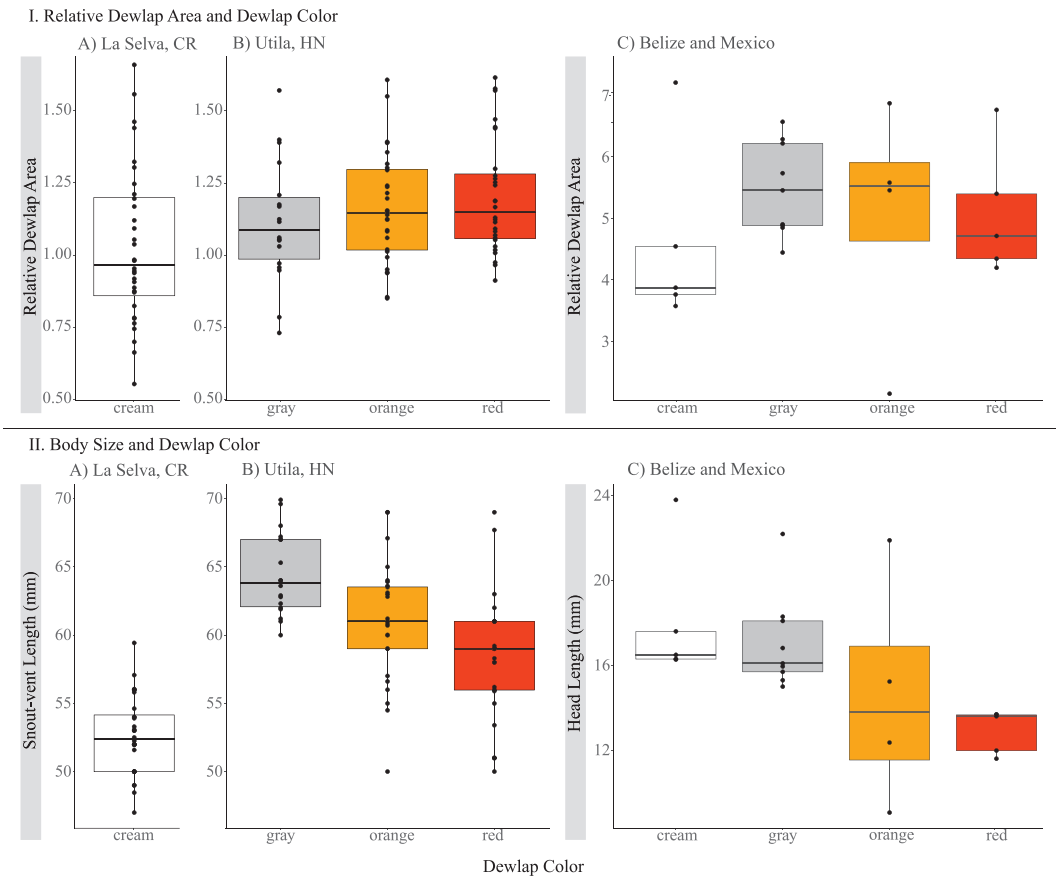 I. Relative Dewlap Area and Dewlap Color
A) La Selva, CR
B) Utila, HN
C) Belize and Mexico
Relative Dewlap Area
1.50
1.25
1.00
0.75
0.50
cream
1.50
1.25
1.00
0.75
0.50
gray
orange
red
Relative Dewlap Area
7
6
5
4
3
cream
gray
orange
red
II. Body Size and Dewlap Color
A) La Selva, CR
B) Utila, HN
C) Belize and Mexico
Snout-vent Length (mm)
70
65
60
55
50
cream
70
65
60
55
50
gray
orange
red
Head Length (mm)
24
20
16
12
cream
gray
orange
red
Dewlap Color